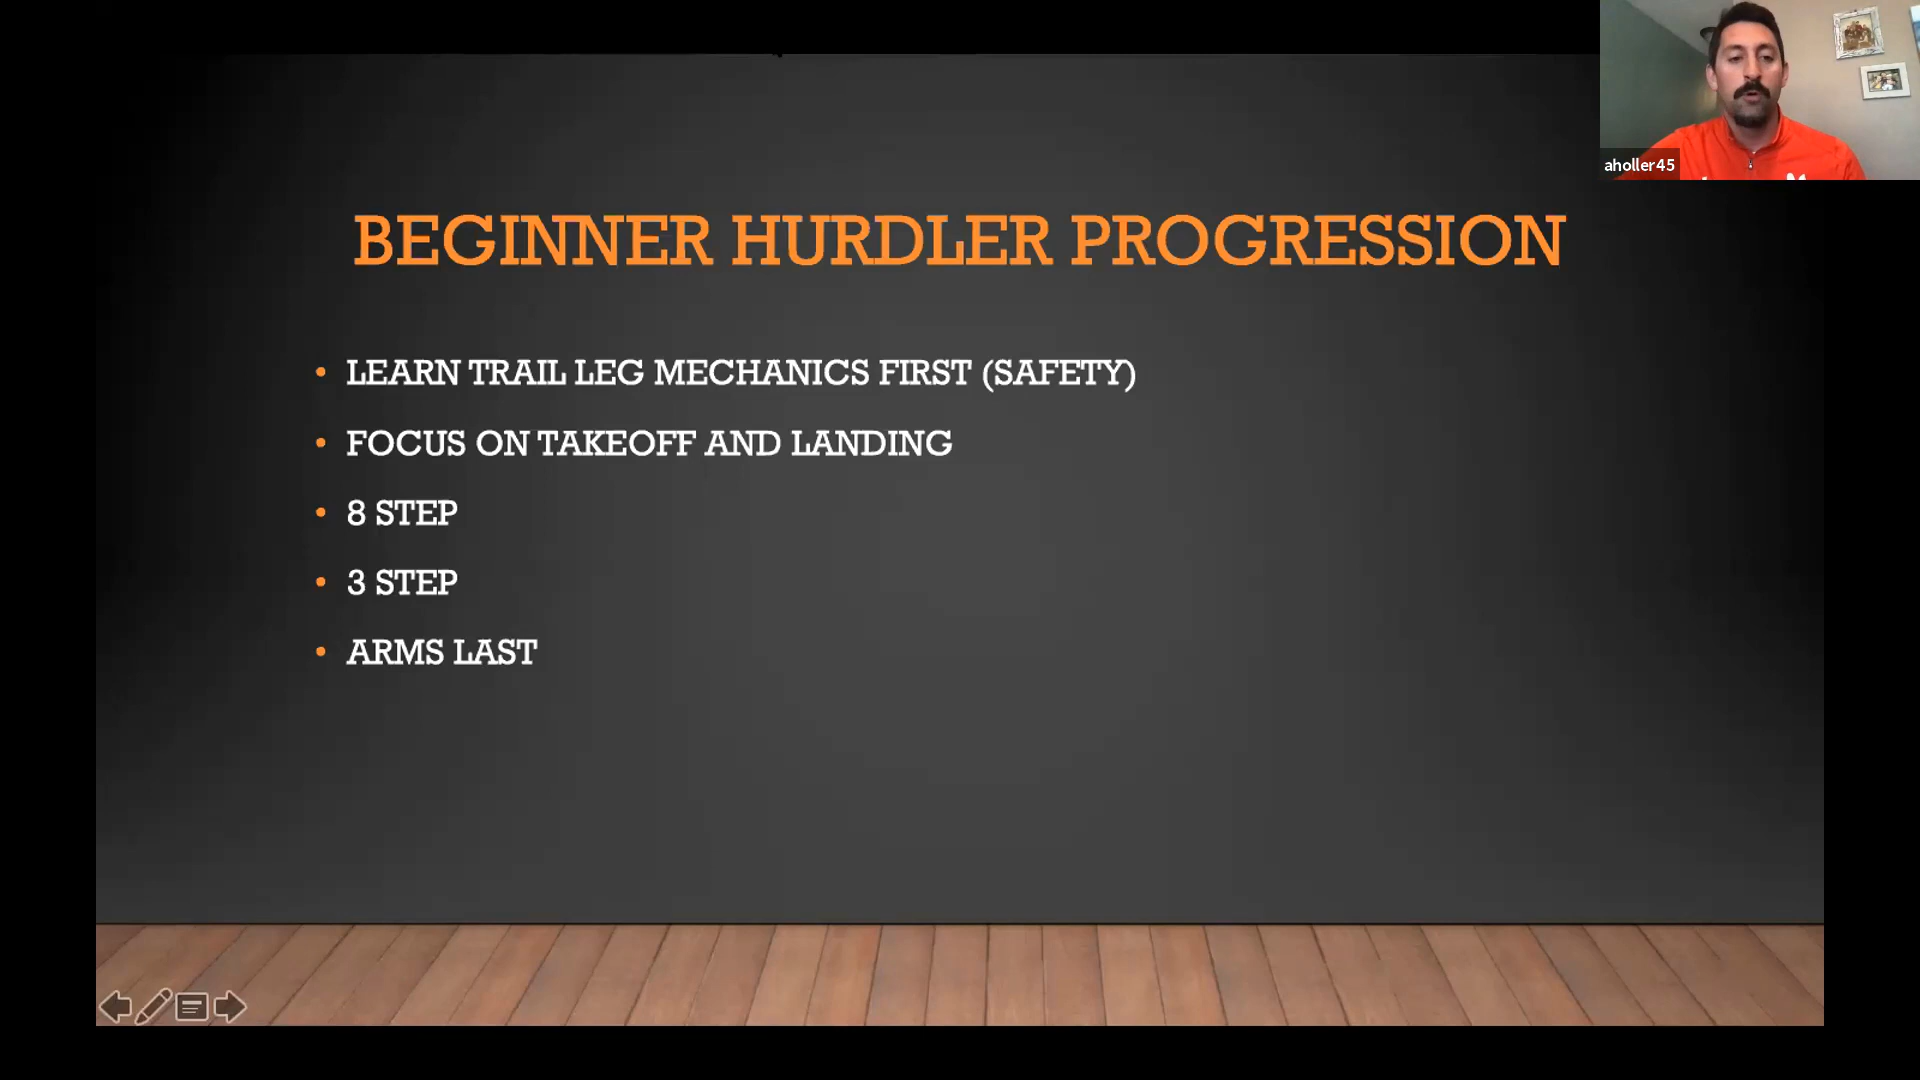 aholler45
BEGINNER HURDLER PROGRESSION
• LEARN TRAIL LEG MECHANICS FIRST (SAFETY)
• FOCUS ON TAKEOFF AND LANDING
• 8 STEP
• 3 STEP
• ARMS LAST